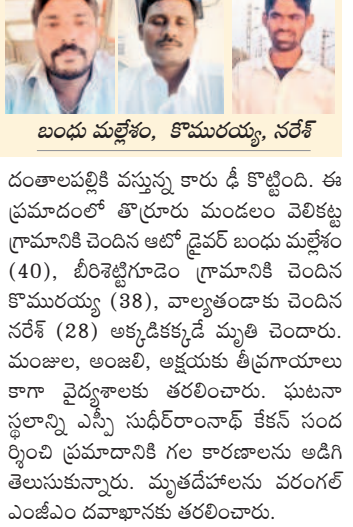 బంధు మల్లేశం, కొమురయ్య, నరేశ్
దంతాలపల్లికి వస్తున్న కారు ఢీ కొట్టింది. ఈ
ప్రమాదంలో తొర్రూరు మండలం వెలికట్ట
గ్రామానికి చెందిన ఆటో డ్రైవర్ బంధు మల్లేశం
(40), బీరిశెట్టిగూడెం గ్రామానికి చెందిన
కొమురయ్య (38), వాల్యతండాకు చెందిన
నరేశ్ (28) అక్కడికక్కడే మృతి చెందారు.
మంజుల, అంజలి, అక్షయకు తీవ్రగాయాలు
కాగా వైద్యశాలకు తరలించారు. ఘటనా
స్థలాన్ని ఎస్పీ సుధీర్‌రాంనాథ్ కేకన్ సంద
ర్శించి ప్రమాదానికి గల కారణాలను అడిగి
తెలుసుకున్నారు. మృతదేహాలను వరంగల్
ఎంజీఎం దవాఖానకు తరలించారు.